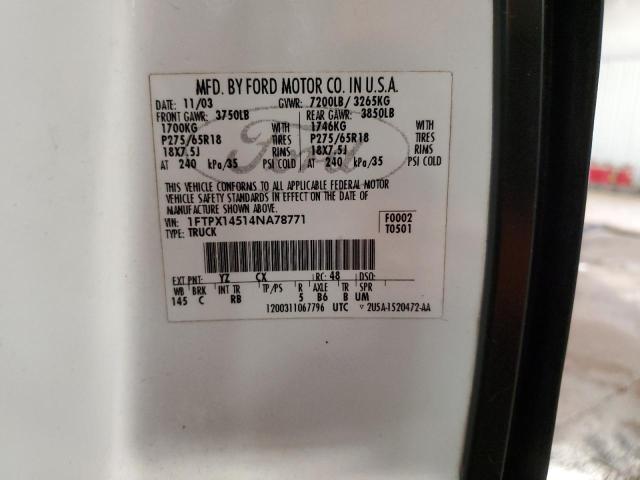 MFD. BY FORD MOTOR CO. IN U.S.A.
DATE: 11/03 GVWR: 7200LB/ 3265KG
FRONT GAWR: 3750LB REAR GAWR: 3850LB
1700KG WITH 1746KG WITH
P275/65R18 TIRES P275/65R18 TIRES
18X7.5J RIMS 18X7.5J RIMS
AT 240 kPa/35 PSI COLD AT 240 kPa/35 PSI COLD
Ford
THIS VEHICLE CONFORMS TO ALL APPLICABLE FEDERAL MOTOR
VEHICLE SAFETY STANDARDS IN EFFECT ON THE DATE OF
MANUFACTURE SHOWN ABOVE.
VIN: 1FTPX14514NA78771 F0002
TYPE: TRUCK T0501
EXT PNT: YZ CX RC: 48 DSO:
WB BRK INT TR TP/PS R AXLE TR SPR
145 C RB 5 B6 B UM
1200311067796 UTC ▽ 2U5A-1520472-AA